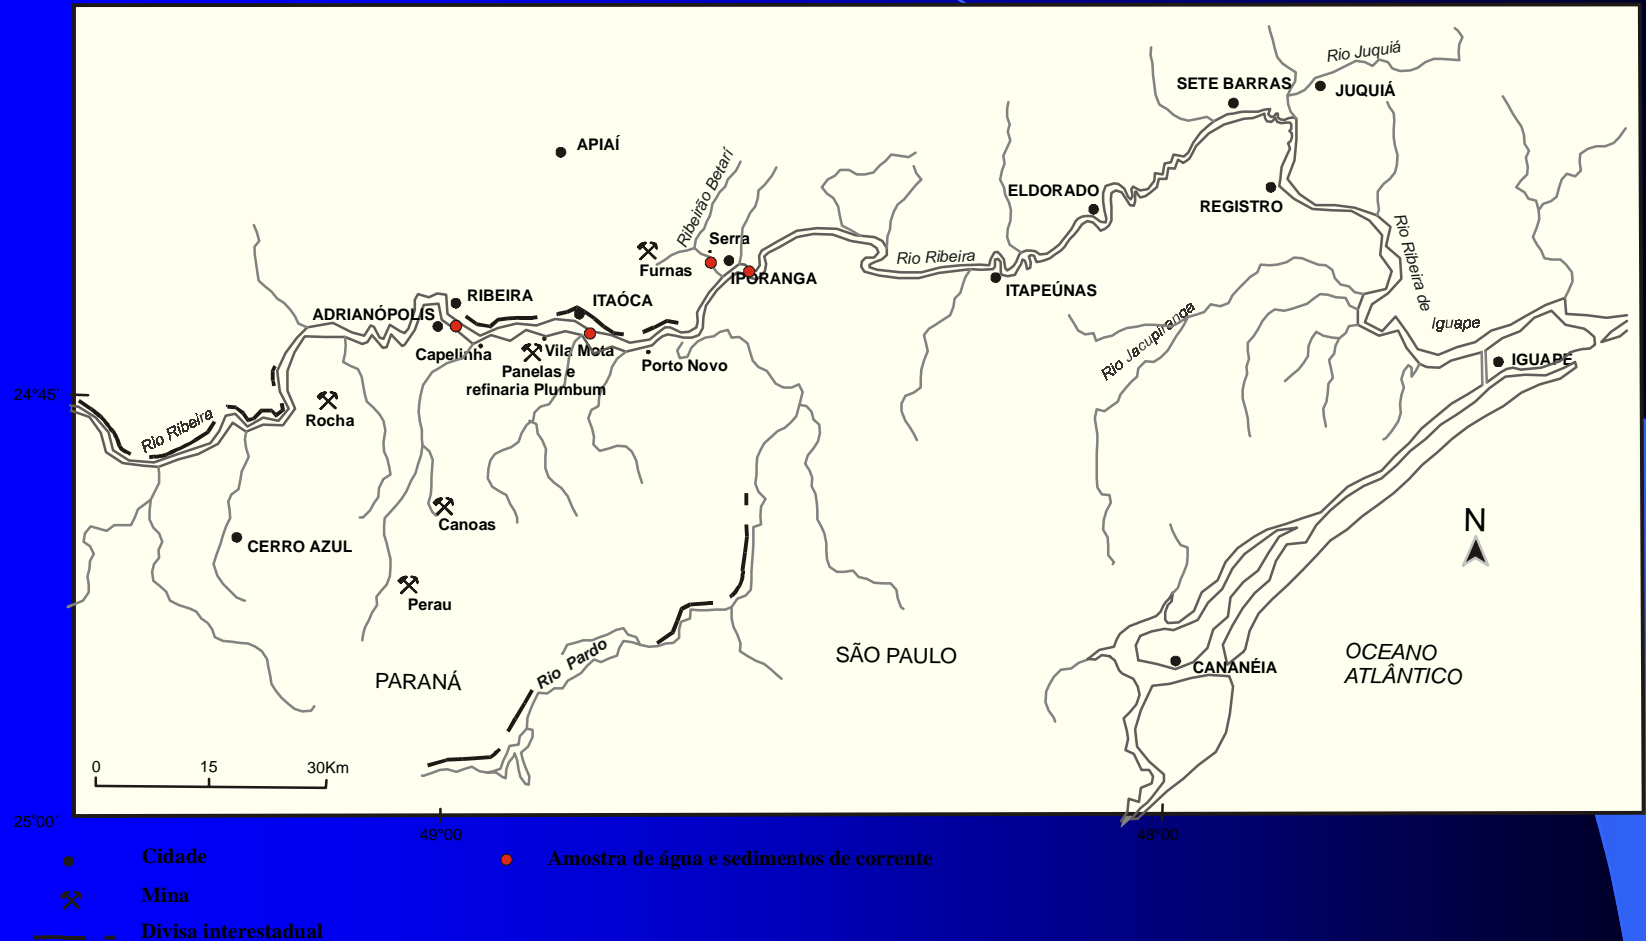 Rio Juquiá
SETE BARRAS
JUQUIÁ
APIAÍ
Ribeirão Betarí
ELDORADO
REGISTRO
Serra
Furnas
IPORANGA
Rio Ribeira
ITAPEÚNAS
Rio Ribeira de
Iguape
RIBEIRA
ITAÓCA
ADRIANÓPOLIS
Capelinha
Vila Mota
Porto Novo
Panelas e
refinaria Plumbum
Rio Jacupiranga
IGUAPE
24°45'
Rocha
Rio Ribeira
Canoas
CERRO AZUL
N
Perau
Rio Pardo
PARANÁ
SÃO PAULO
CANANÉIA
OCEANO
ATLÂNTICO
0 15 30Km
25°00'
49°00
48°00
Cidade
Amostra de água e sedimentos de corrente
Mina
Divisa interestadual